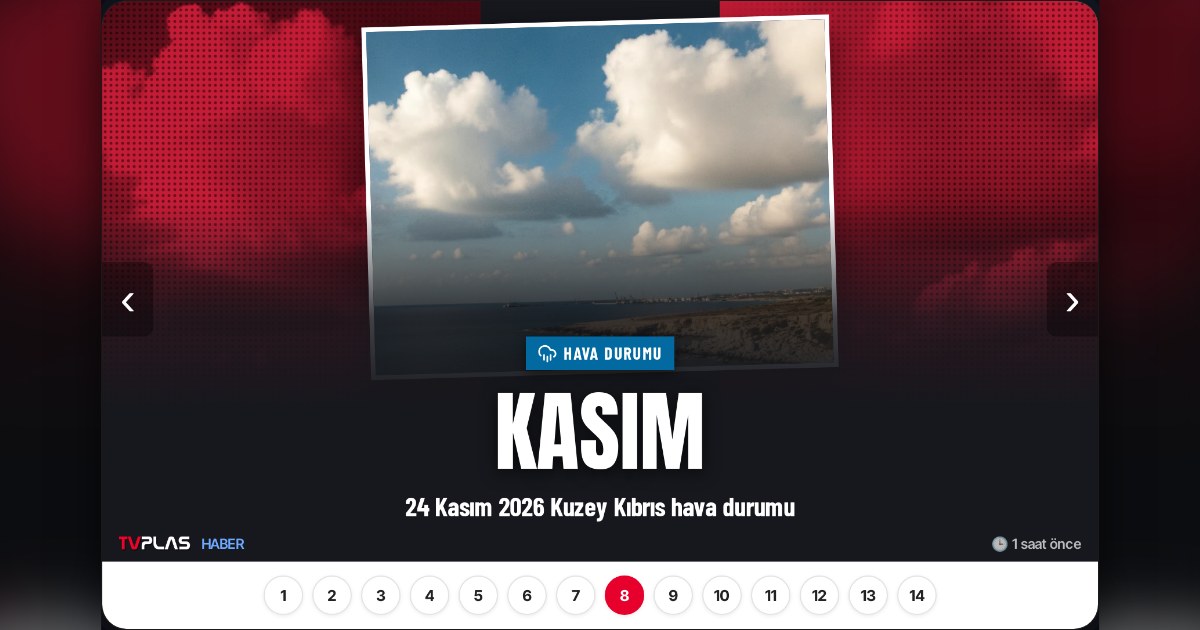 HAVA DURUMU
KASIM
24 Kasım 2026 Kuzey Kıbrıs hava durumu
TVPLAS HABER
1 saat önce
1 2 3 4 5 6 7 8 9 10 11 12 13 14